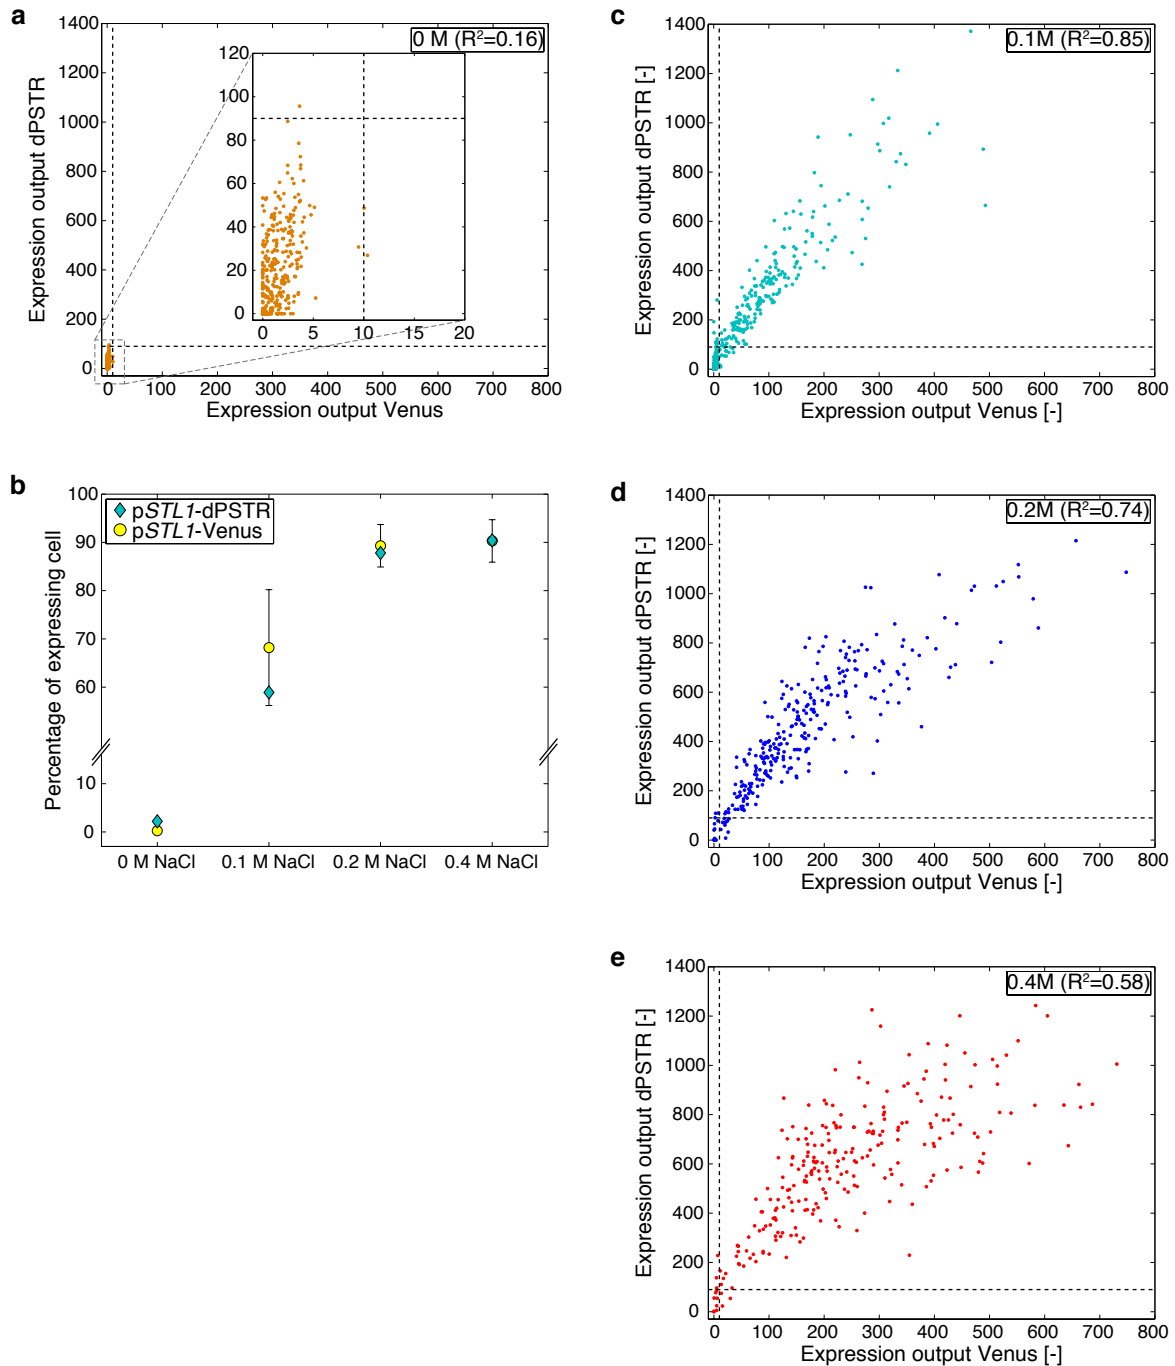 a
1400
1200
1000
800
600
400
200
0
Expression output dPSTR
0 M (R²=0.16)
120
100
80
60
40
20
0
0 5 10 15 20
0 100 200 300 400 500 600 700 800
Expression output Venus
b
100
90
80
70
60
10
0
Percentage of expressing cell
pSTL1-dPSTR
pSTL1-Venus
0 M NaCl 0.1 M NaCl 0.2 M NaCl 0.4 M NaCl
c
1400
1200
1000
800
600
400
200
0
Expression output dPSTR [-]
0.1M (R²=0.85)
0 100 200 300 400 500 600 700 800
Expression output Venus [-]
d
1400
1200
1000
800
600
400
200
0
Expression output dPSTR [-]
0.2M (R²=0.74)
0 100 200 300 400 500 600 700 800
Expression output Venus [-]
e
1400
1200
1000
800
600
400
200
0
Expression output dPSTR [-]
0.4M (R²=0.58)
0 100 200 300 400 500 600 700 800
Expression output Venus [-]